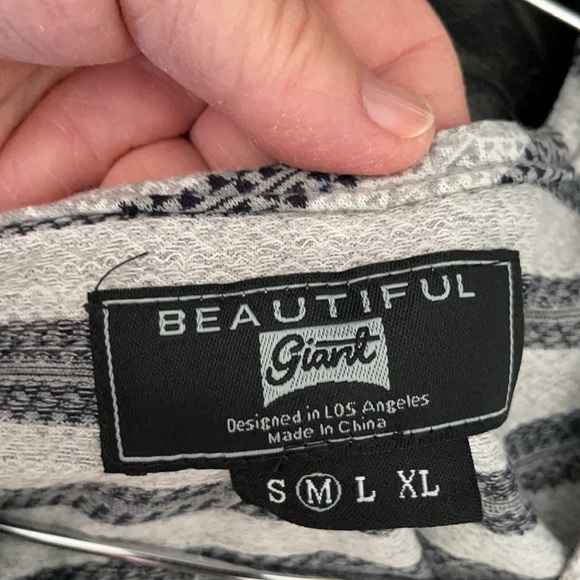 BEAUTIFUL
Giant
Designed in LOS Angeles
Made In China
S M L XL